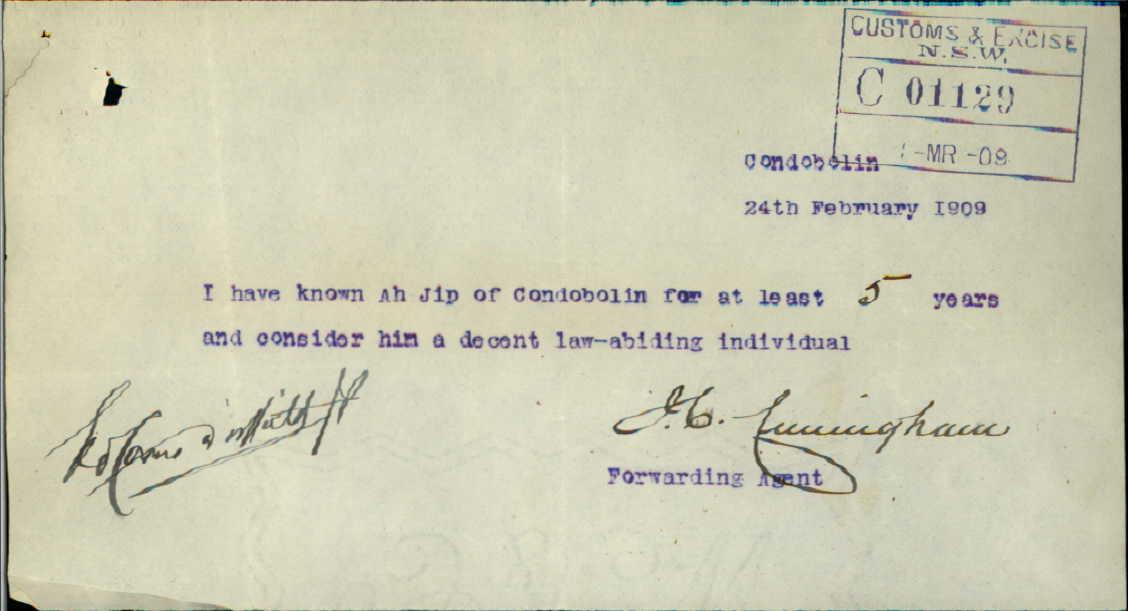 CUSTOMS & EXCISE
N.S.W.
C 01129
-MR -09
Condobolin
24th February 1909
I have known Ah Jip of Condobolin for at least 5 years
and consider him a decent law-abiding individual
J.C. Cunningham
Forwarding Agent